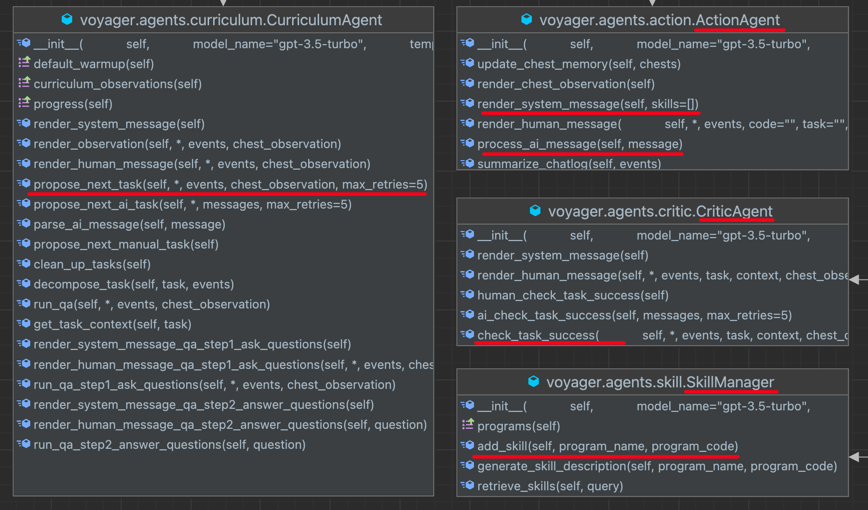 voyager.agents.curriculum.CurriculumAgent
__init__( self, model_name="gpt-3.5-turbo", temp
default_warmup(self)
curriculum_observations(self)
progress(self)
render_system_message(self)
render_observation(self, *, events, chest_observation)
render_human_message(self, *, events, chest_observation)
propose_next_task(self, *, events, chest_observation, max_retries=5)
propose_next_ai_task(self, *, messages, max_retries=5)
parse_ai_message(self, message)
propose_next_manual_task(self)
clean_up_tasks(self)
decompose_task(self, task, events)
run_qa(self, *, events, chest_observation)
get_task_context(self, task)
render_system_message_qa_step1_ask_questions(self)
render_human_message_qa_step1_ask_questions(self, *, events, ches
run_qa_step1_ask_questions(self, *, events, chest_observation)
render_system_message_qa_step2_answer_questions(self)
render_human_message_qa_step2_answer_questions(self, question)
run_qa_step2_answer_questions(self, question)
voyager.agents.action.ActionAgent
__init__( self, model_name="gpt-3.5-turbo",
update_chest_memory(self, chests)
render_chest_observation(self)
render_system_message(self, skills=[])
render_human_message( self, *, events, code="", task="",
process_ai_message(self, message)
summarize_chatlog(self, events)
voyager.agents.critic.CriticAgent
__init__( self, model_name="gpt-3.5-turbo",
render_system_message(self)
render_human_message(self, *, events, task, context, chest_obse
human_check_task_success(self)
ai_check_task_success(self, messages, max_retries=5)
check_task_success( self, *, events, task, context, chest_o
voyager.agents.skill.SkillManager
__init__( self, model_name="gpt-3.5-turbo",
programs(self)
add_skill(self, program_name, program_code)
generate_skill_description(self, program_name, program_code)
retrieve_skills(self, query)